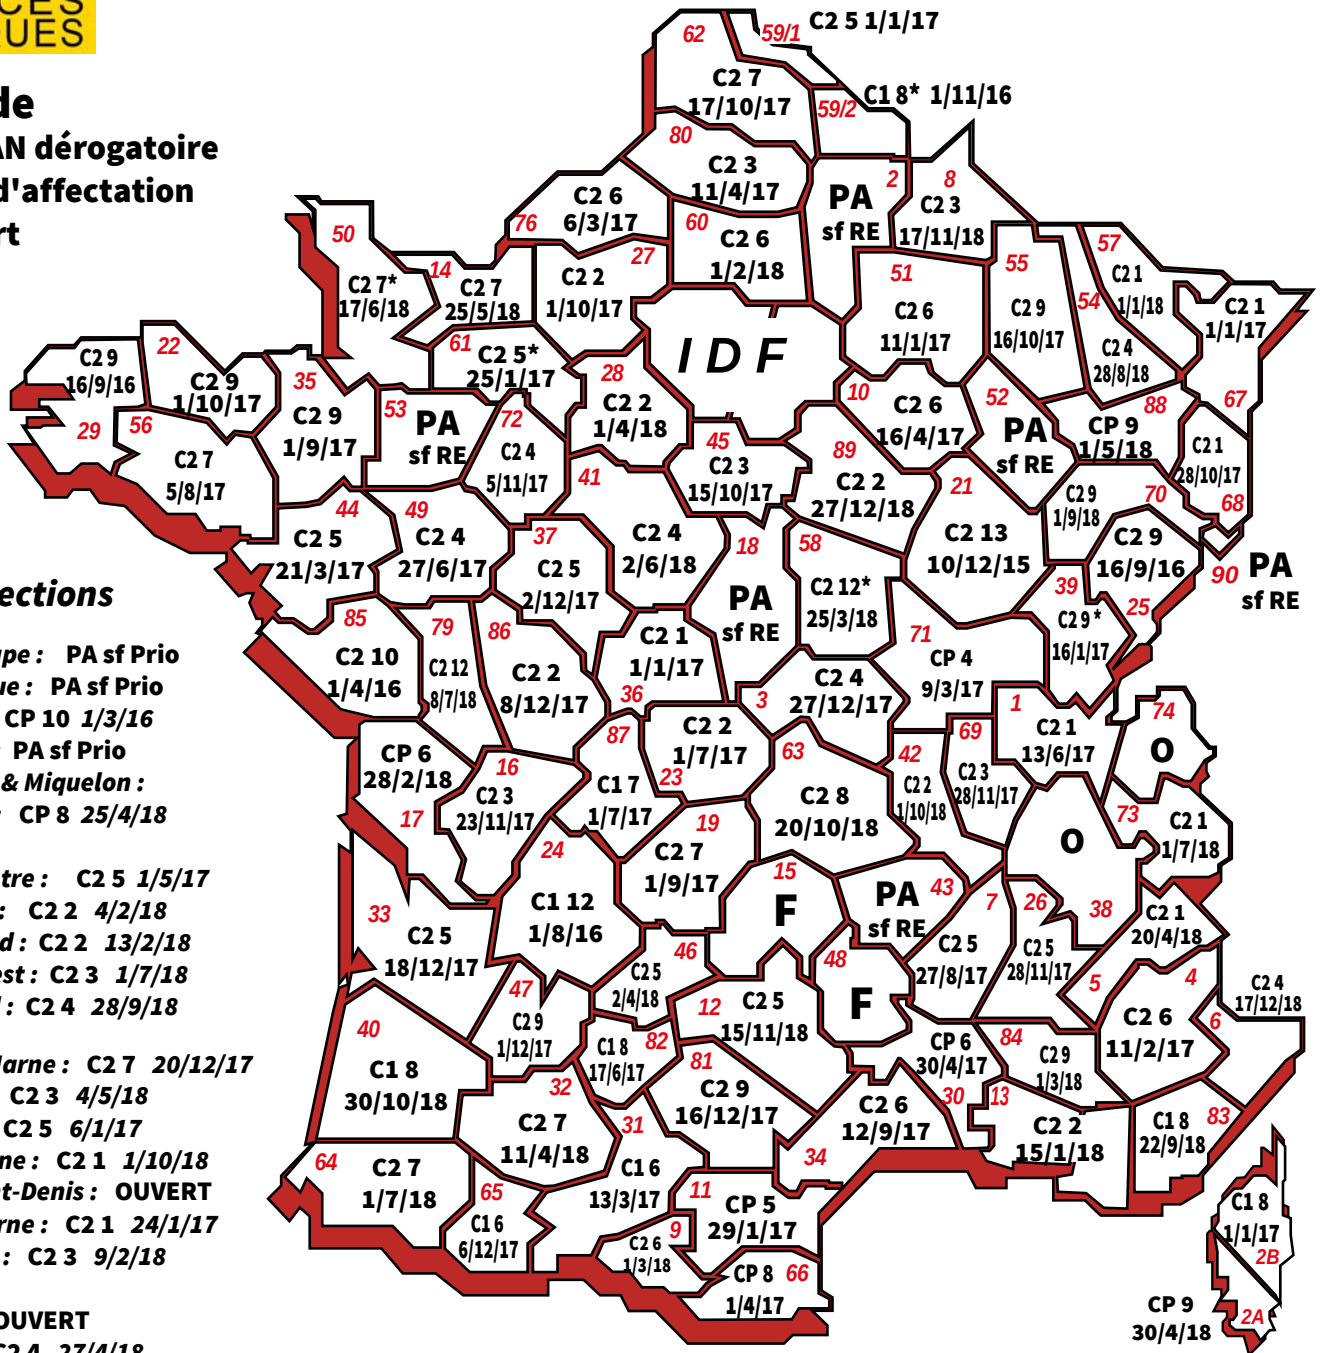 CES
QUES
de
AN dérogatoire
d'affectation
rt
ections
pe : PA sf Prio
ue : PA sf Prio
CP 10 1/3/16
: PA sf Prio
& Miquelon :
: CP 8 25/4/18
tre : C2 5 1/5/17
: C2 2 4/2/18
d : C2 2 13/2/18
est : C2 3 1/7/18
l : C2 4 28/9/18
Marne : C2 7 20/12/17
C2 3 4/5/18
C2 5 6/1/17
ne : C2 1 1/10/18
t-Denis : OUVERT
rne : C2 1 24/1/17
: C2 3 9/2/18
OUVERT
C2 4 27/4/18
62
C2 7
17/10/17
59/1
C2 5 1/1/17
59/2
C1 8* 1/11/16
80
C2 3
11/4/17
76
C2 6
6/3/17
60
C2 6
1/2/18
2
PA
sf RE
8
C2 3
17/11/18
50
C2 7*
17/6/18
14
C2 7
25/5/18
27
C2 2
1/10/17
51
C2 6
11/1/17
55
C2 9
16/10/17
54
C2 4
28/8/18
57
C2 1
1/1/18
C2 1
1/1/17
67
61
C2 5*
25/1/17
28
C2 2
1/4/18
IDF
10
C2 6
16/4/17
52
PA
sf RE
88
CP 9
1/5/18
C2 1
28/10/17
68
C2 9
16/9/16
29
22
C2 9
1/10/17
35
C2 9
1/9/17
56
C2 7
5/8/17
53
PA
sf RE
72
C2 4
5/11/17
41
C2 4
2/6/18
45
C2 3
15/10/17
89
C2 2
27/12/18
21
C2 13
10/12/15
70
C2 9
1/9/18
C2 9
16/9/16
25
90
PA
sf RE
44
C2 5
21/3/17
49
C2 4
27/6/17
37
C2 5
2/12/17
18
PA
sf RE
58
C2 12*
25/3/18
39
C2 9*
16/1/17
85
C2 10
1/4/16
79
C2 12
8/7/18
86
C2 2
8/12/17
C2 1
1/1/17
36
71
CP 4
9/3/17
3
C2 4
27/12/17
1
C2 1
13/6/17
74
O
CP 6
28/2/18
17
16
C2 3
23/11/17
87
C1 7
1/7/17
C2 2
1/7/17
23
63
C2 8
20/10/18
42
C2 2
1/10/18
69
C2 3
28/11/17
O
38
73
C2 1
1/7/18
24
C1 12
1/8/16
19
C2 7
1/9/17
15
F
43
PA
sf RE
7
C2 5
27/8/17
26
C2 5
28/11/17
C2 1
20/4/18
5
33
C2 5
18/12/17
46
C2 5
2/4/18
48
F
4
C2 6
11/2/17
C2 4
17/12/18
6
47
C2 9
1/12/17
12
C2 5
15/11/18
40
C1 8
30/10/18
82
C1 8
17/6/17
81
C2 9
16/12/17
CP 6
30/4/17
30
84
C2 9
1/3/18
13
C2 2
15/1/18
C1 8
22/9/18
83
32
C2 7
11/4/18
31
C1 6
13/3/17
C2 6
12/9/17
34
64
C2 7
1/7/18
65
C1 6
6/12/17
9
C2 6
1/3/18
11
CP 5
29/1/17
CP 8
66
1/4/17
C1 8
1/1/17
2B
CP 9
30/4/18
2A